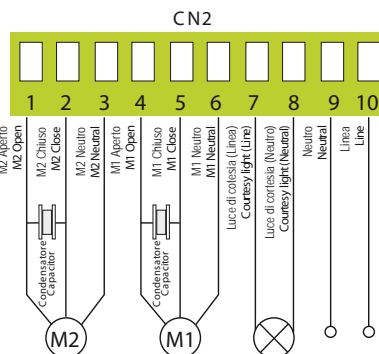 CN2
1 2 3 4 5 6 7 8 9 10
M2 Aperto
M2 Open
M2 Chiuso
M2 Close
M2 Neutro
M2 Neutral
M1 Aperto
M1 Open
M1 Chiuso
M1 Close
M1 Neutro
M1 Neutral
Luce di cotesia (Linea)
Courtesy light (Line)
Luce di cortesia (Neutro)
Courtesy light (Neutral)
Neutro
Neutral
Linea
Line
Condensatore
Capacitor
Condensatore
Capacitor
M2
M1